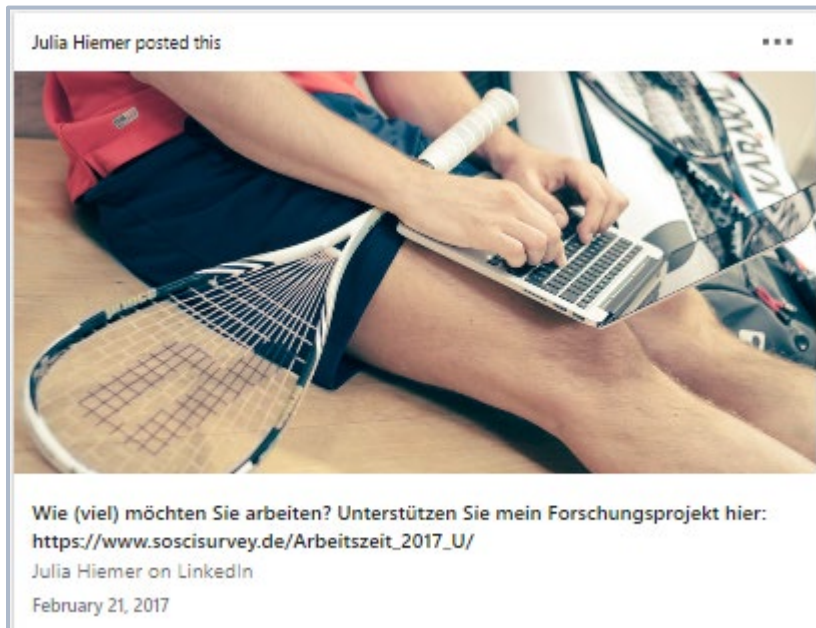 Julia Hiemer posted this
KARAKAL
Wie (viel) möchten Sie arbeiten? Unterstützen Sie mein Forschungsprojekt hier:
https://www.soscisurvey.de/Arbeitszeit_2017_U/
Julia Hiemer on LinkedIn
February 21, 2017